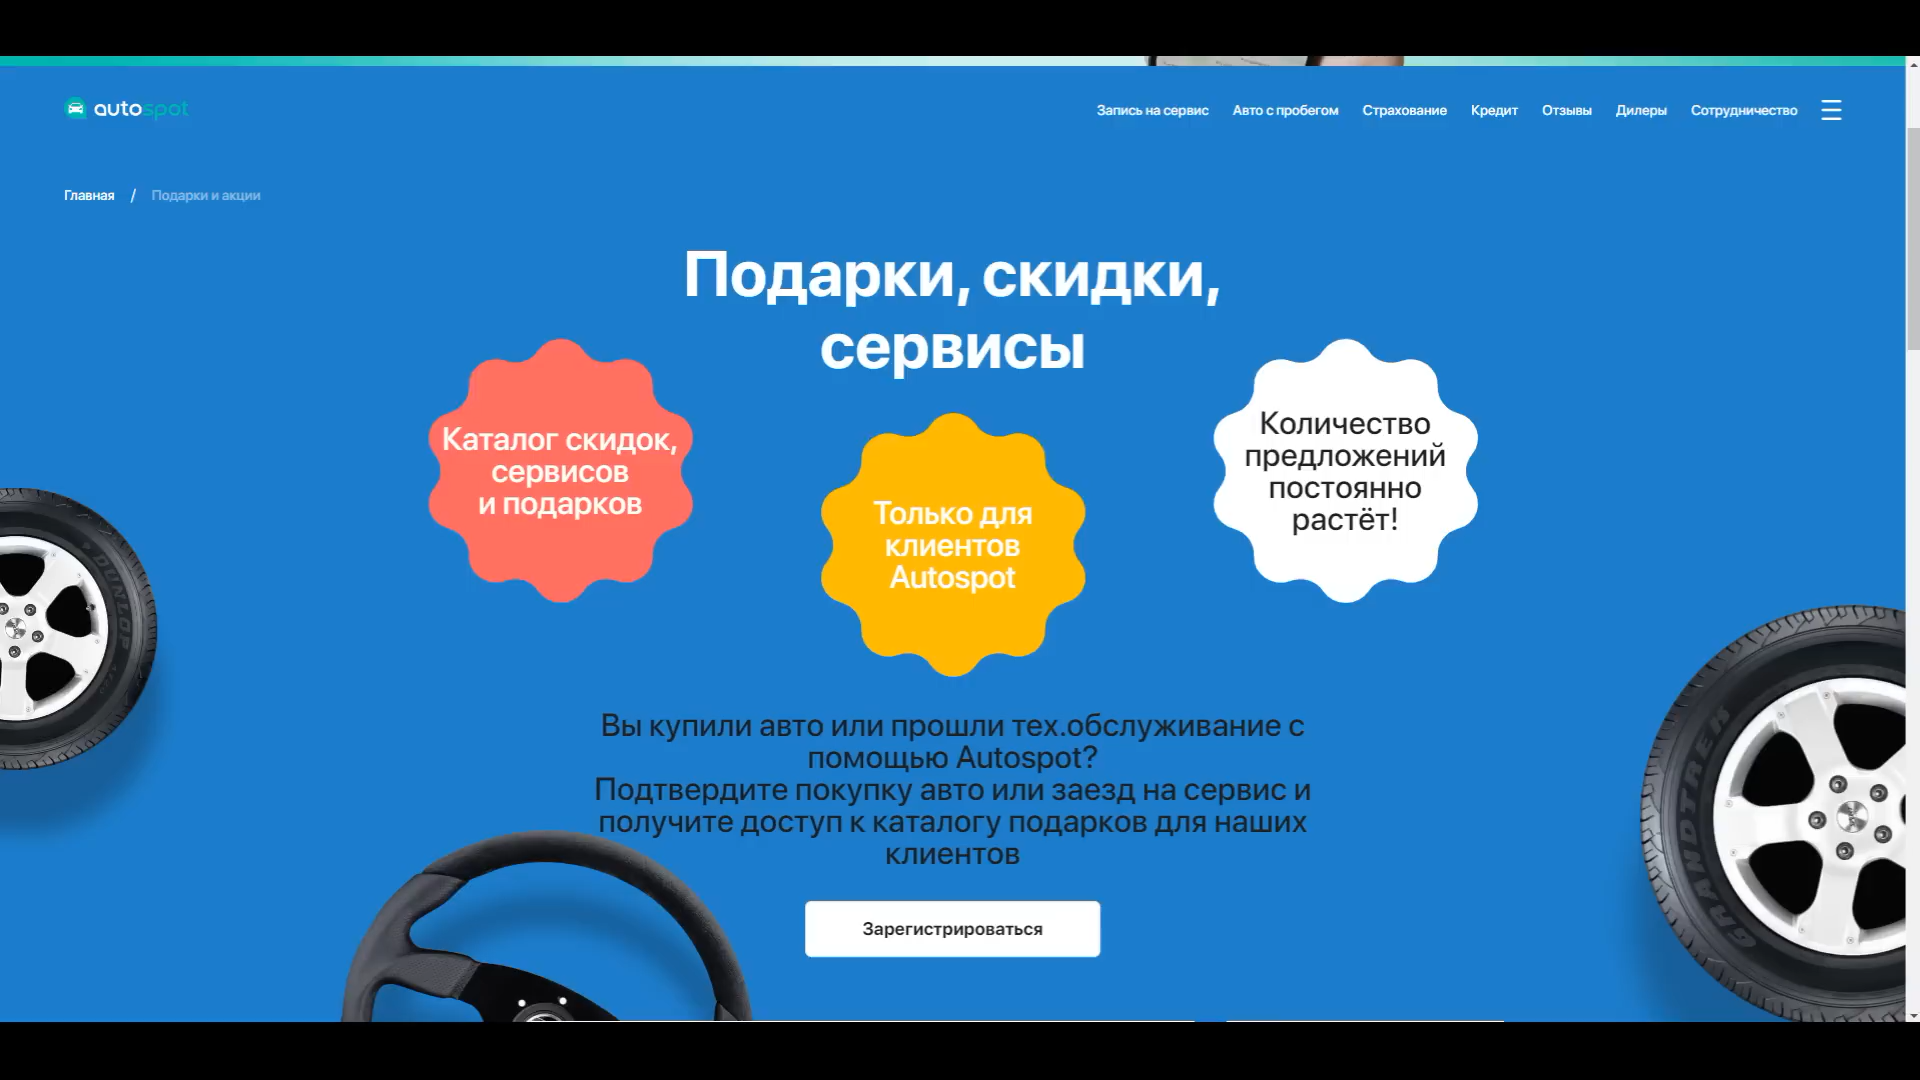 autospot
Запись на сервис
Авто с пробегом
Страхование
Кредит
Отзывы
Дилеры
Сотрудничество
Главная / Подарки и акции
Подарки, скидки,
сервисы
Каталог скидок,
сервисов
и подарков
Только для
клиентов
Autospot
Количество
предложений
постоянно
растёт!
Вы купили авто или прошли тех.обслуживание с
помощью Autospot?
Подтвердите покупку авто или заезд на сервис и
получите доступ к каталогу подарков для наших
клиентов
Зарегистрироваться
DUNLOP
GRANDTREK